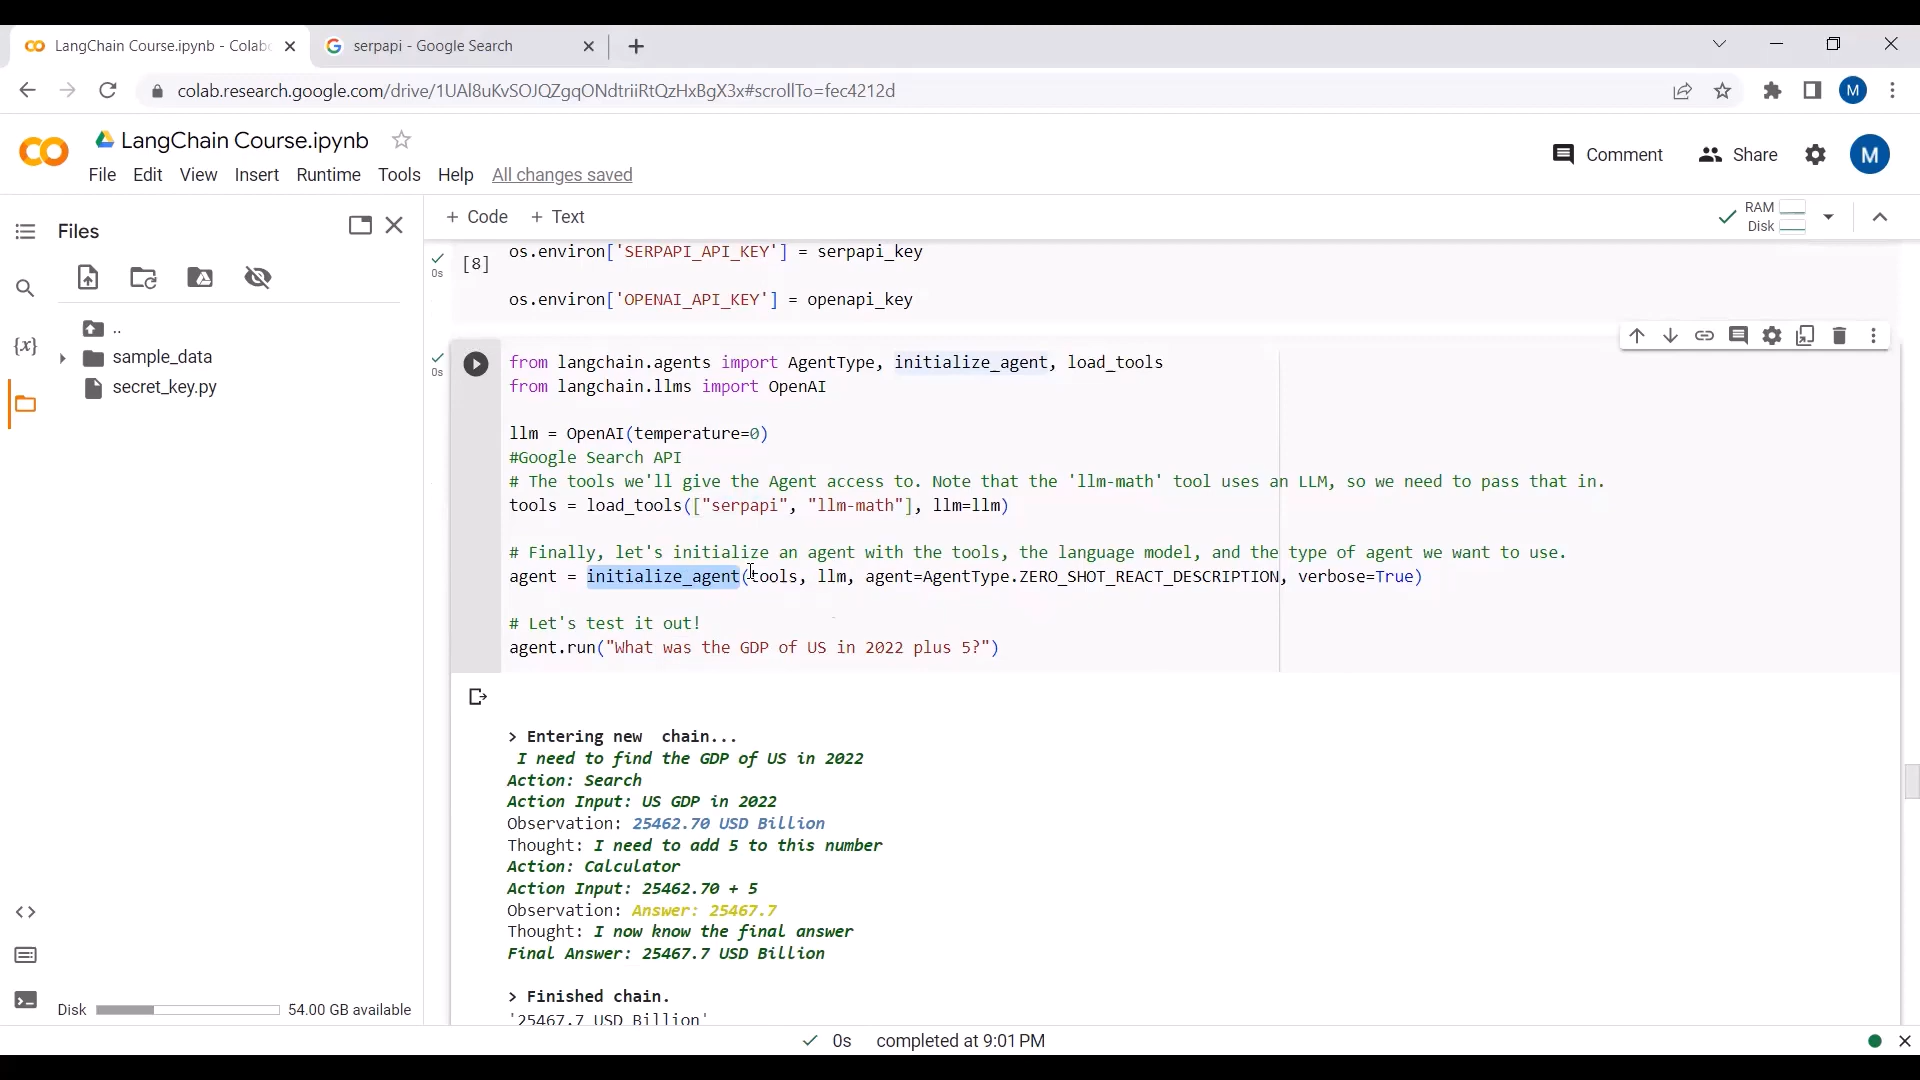 LangChain Course.ipynb - Colab
serpapi - Google Search
colab.research.google.com/drive/1UAl8uKvSOJQZgqONdtriiRtQzHxBgX3x#scrollTo=fec4212d
M
LangChain Course.ipynb
File Edit View Insert Runtime Tools Help All changes saved
Comment
Share
M
Files
+ Code + Text
RAM
Disk
..
sample_data
secret_key.py
{x}
[8]
0s
os.environ['SERPAPI_API_KEY'] = serpapi_key
os.environ['OPENAI_API_KEY'] = openapi_key
0s
from langchain.agents import AgentType, initialize_agent, load_tools
from langchain.llms import OpenAI
llm = OpenAI(temperature=0)
#Google Search API
# The tools we'll give the Agent access to. Note that the 'llm-math' tool uses an LLM, so we need to pass that in.
tools = load_tools(["serpapi", "llm-math"], llm=llm)
# Finally, let's initialize an agent with the tools, the language model, and the type of agent we want to use.
agent = initialize_agent(tools, llm, agent=AgentType.ZERO_SHOT_REACT_DESCRIPTION, verbose=True)
# Let's test it out!
agent.run("What was the GDP of US in 2022 plus 5?")
> Entering new  chain...
I need to find the GDP of US in 2022
Action: Search
Action Input: US GDP in 2022
Observation: 25462.70 USD Billion
Thought: I need to add 5 to this number
Action: Calculator
Action Input: 25462.70 + 5
Observation: Answer: 25467.7
Thought: I now know the final answer
Final Answer: 25467.7 USD Billion
> Finished chain.
'25467.7 USD Billion'
Disk
54.00 GB available
0s completed at 9:01 PM